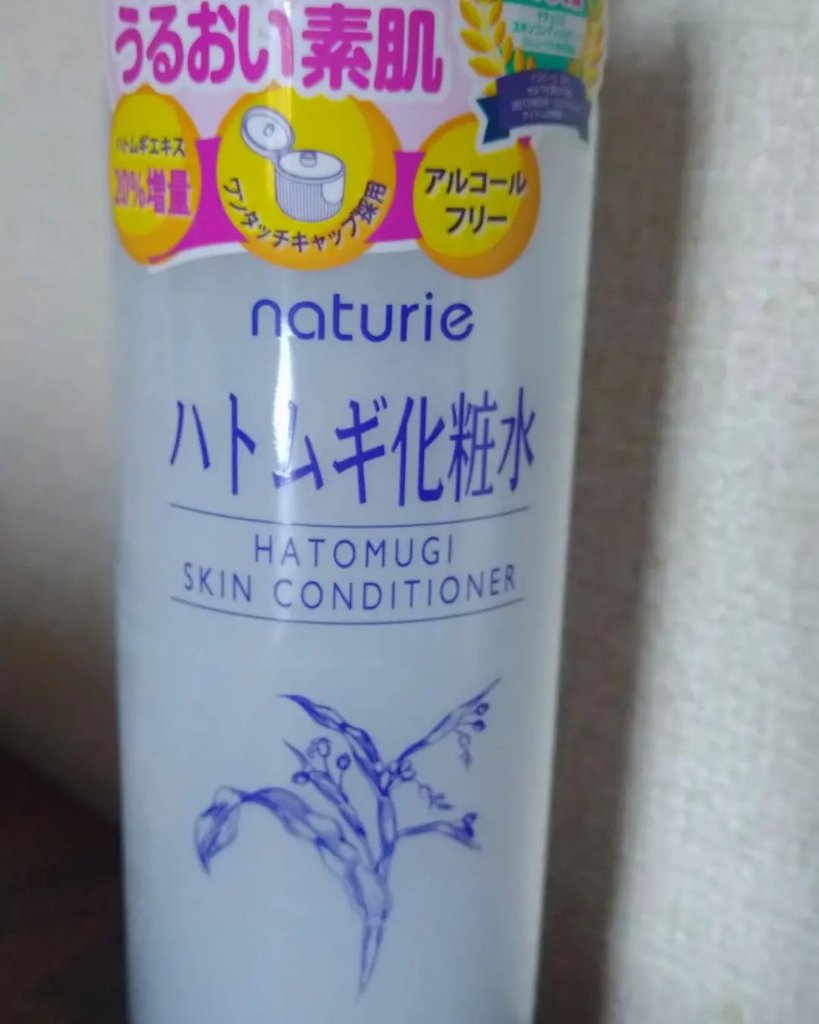 うるおい素肌
ハトムギエキス
20%増量
ワンタッチキャップ採用
アルコール
フリー
naturie
ハトムギ化粧水
HATOMUGI
SKIN CONDITIONER